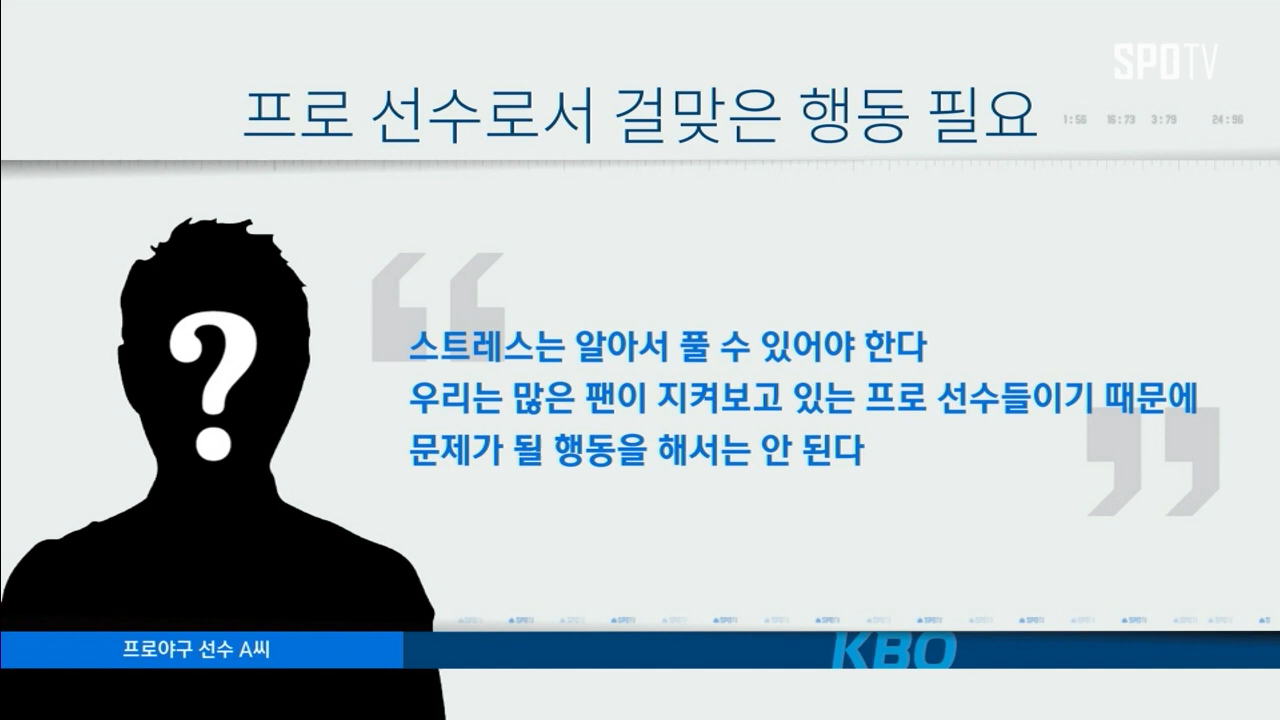 SPOTV
프로 선수로서 걸맞은 행동 필요
1:56 16:73 3:79 24:96
?
“
스트레스는 알아서 풀 수 있어야 한다
우리는 많은 팬이 지켜보고 있는 프로 선수들이기 때문에
문제가 될 행동을 해서는 안 된다
”
프로야구 선수 A씨
KBO